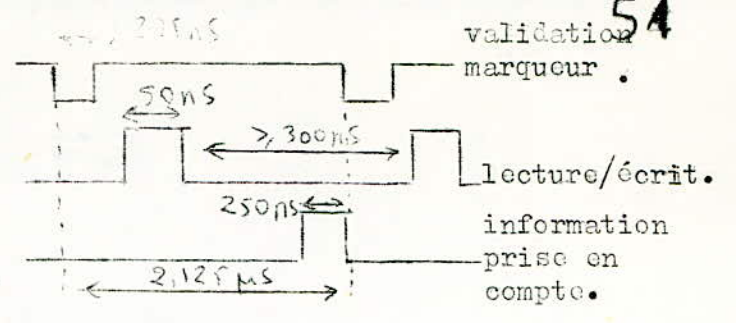 54
validation
marqueur .
50ns
⩾ 300ns
lecture/écrit.
250ns
information
prise en
compte.
2,125 μs